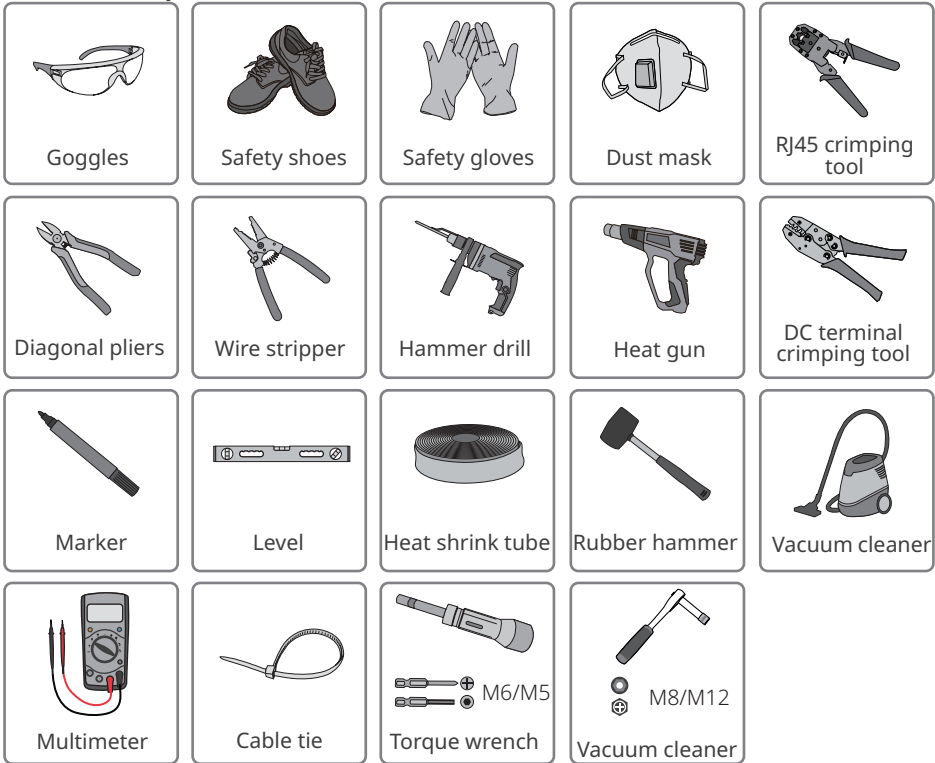 Goggles
Safety shoes
Safety gloves
Dust mask
RJ45 crimping
tool
Diagonal pliers
Wire stripper
Hammer drill
Heat gun
DC terminal
crimping tool
Marker
Level
Heat shrink tube
Rubber hammer
Vacuum cleaner
Multimeter
Cable tie
M6/M5
Torque wrench
M8/M12
Vacuum cleaner